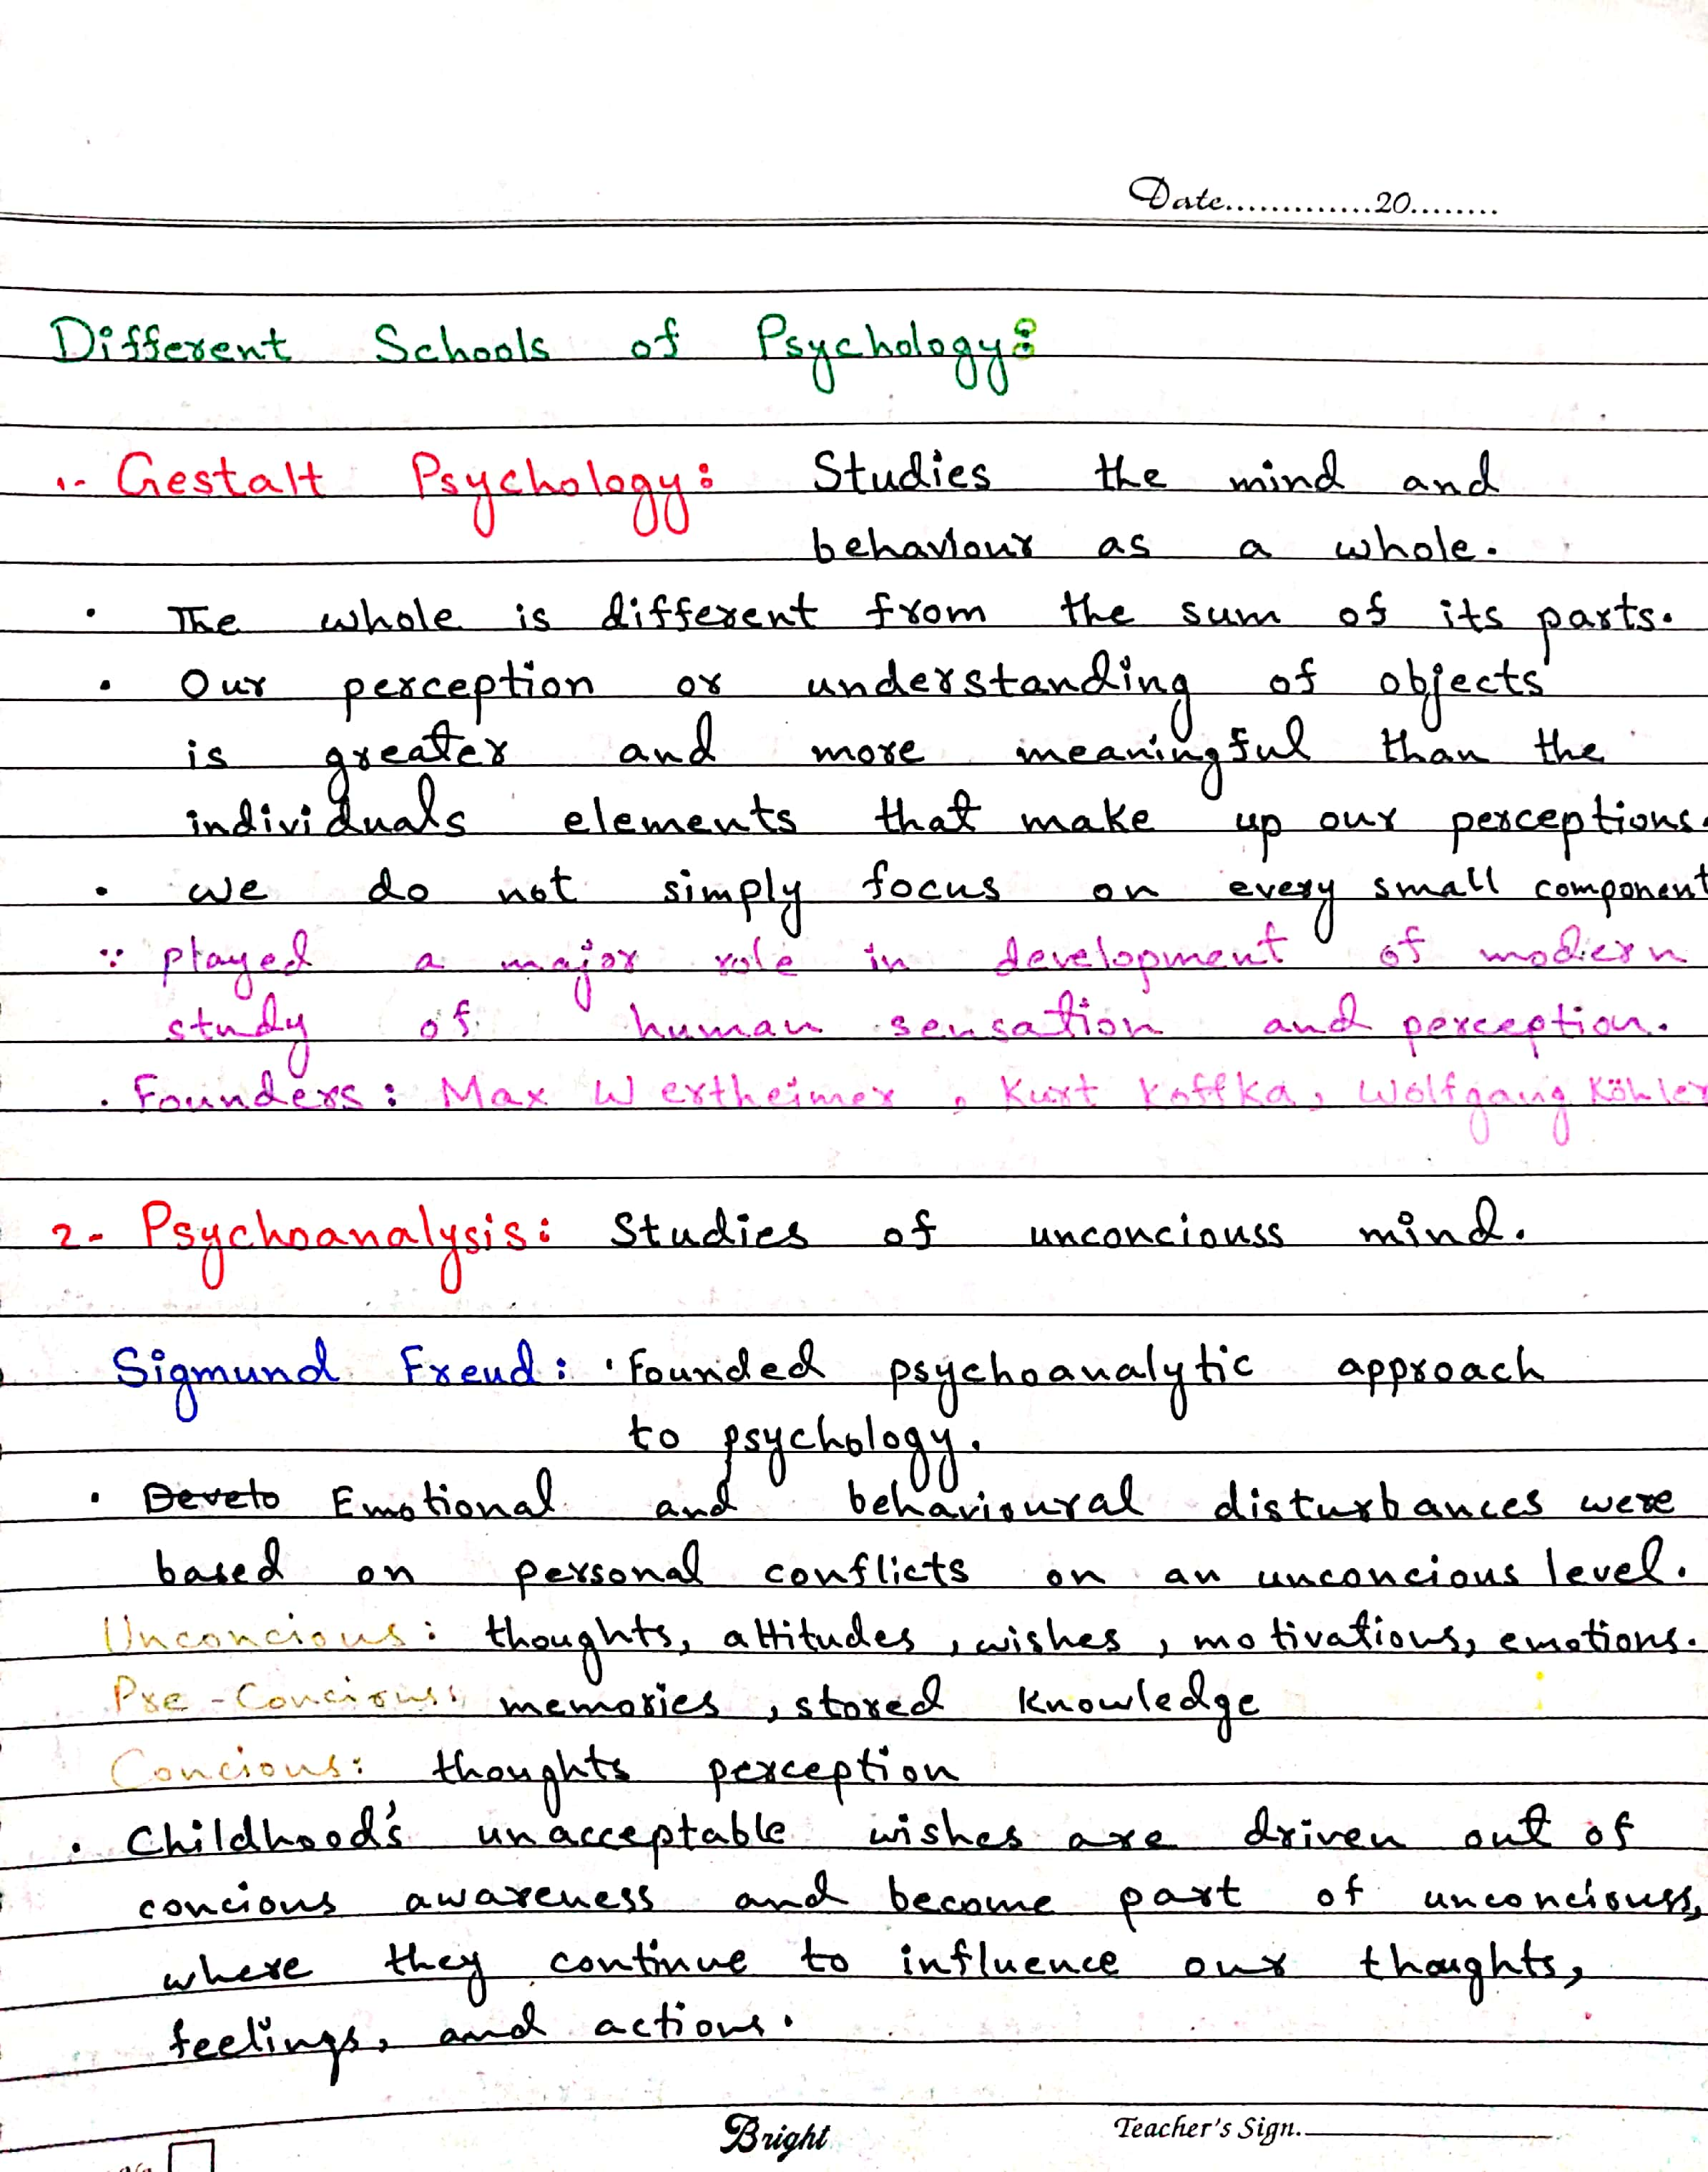 Date..............20........
Different Schools of Psychology:
1.- Gestalt Psychology: Studies the mind and
behaviour as a whole.
• The whole is different from the sum of its parts.
• Our perception or understanding of objects
is greater and more meaningful than the
individuals elements that make up our perceptions.
• we do not simply focus on every small component
∵ played a major role in development of modern
study of human sensation and perception.
• Founders: Max Wertheimer, Kurt Koffka, Wolfgang Köhler
2- Psychoanalysis: Studies of unconciouss mind.
Sigmund Freud: • Founded psychoanalytic approach
to psychology.
• Develo Emotional and behavioural disturbances were
based on personal conflicts on an unconcious level.
Unconcious: thoughts, attitudes, wishes, motivations, emotions.
Pre-Conciouss memories, stored knowledge
Concious: thoughts perception
• Childhood's unacceptable wishes are driven out of
concious awareness and become part of unconciouss,
where they continue to influence our thoughts,
feelings, and actions.
Bright Teacher's Sign.